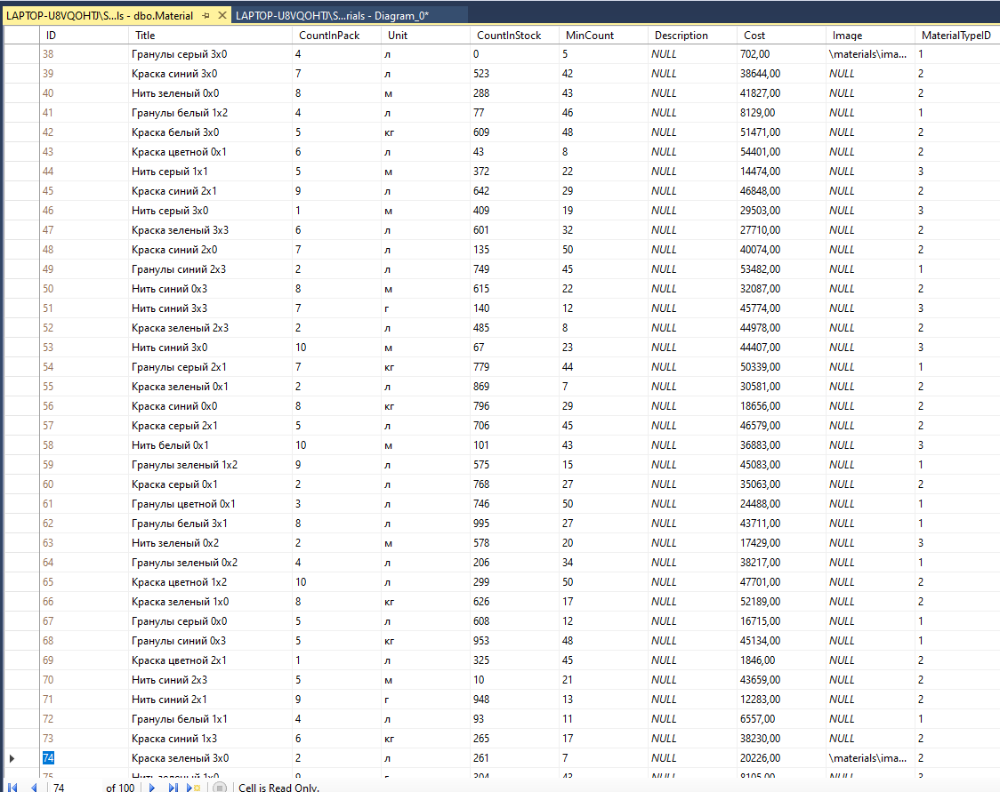 LAPTOP-U8VQOHTJ\S...ls - dbo.Material LAPTOP-U8VQOHTJ\S...rials - Diagram_0*
ID Title CountInPack Unit CountInStock MinCount Description Cost Image MaterialTypeID
38 Гранулы серый 3x0 4 л 0 5 NULL 702,00 \materials\ima... 1
39 Краска синий 3x0 7 л 523 42 NULL 38644,00 NULL 2
40 Нить зеленый 0x0 8 м 288 43 NULL 41827,00 NULL 2
41 Гранулы белый 1x2 4 л 77 46 NULL 8129,00 NULL 1
42 Краска белый 3x0 5 кг 609 48 NULL 51471,00 NULL 2
43 Краска цветной 0x1 6 л 43 8 NULL 54401,00 NULL 2
44 Нить серый 1x1 5 м 372 22 NULL 14474,00 NULL 3
45 Краска синий 2x1 9 л 642 29 NULL 46848,00 NULL 2
46 Нить серый 3x0 1 м 409 19 NULL 29503,00 NULL 3
47 Краска зеленый 3x3 6 л 601 32 NULL 27710,00 NULL 2
48 Краска синий 2x0 7 л 135 50 NULL 40074,00 NULL 2
49 Гранулы синий 2x3 2 л 749 45 NULL 53482,00 NULL 1
50 Нить синий 0x3 8 м 615 22 NULL 32087,00 NULL 2
51 Нить синий 3x3 7 г 140 12 NULL 45774,00 NULL 3
52 Краска зеленый 2x3 2 л 485 8 NULL 44978,00 NULL 2
53 Нить синий 3x0 10 м 67 23 NULL 44407,00 NULL 3
54 Гранулы серый 2x1 7 кг 779 44 NULL 50339,00 NULL 1
55 Краска зеленый 0x1 2 л 869 7 NULL 30581,00 NULL 2
56 Краска синий 0x0 8 кг 796 29 NULL 18656,00 NULL 2
57 Краска серый 2x1 5 л 706 45 NULL 46579,00 NULL 2
58 Нить белый 0x1 10 м 101 43 NULL 36883,00 NULL 3
59 Гранулы зеленый 1x2 9 л 575 15 NULL 45083,00 NULL 1
60 Краска серый 0x1 2 л 768 27 NULL 35063,00 NULL 2
61 Гранулы цветной 0x1 3 л 746 50 NULL 24488,00 NULL 1
62 Гранулы белый 3x1 8 л 995 27 NULL 43711,00 NULL 1
63 Нить зеленый 0x2 2 м 578 20 NULL 17429,00 NULL 3
64 Гранулы зеленый 0x2 4 л 206 34 NULL 38217,00 NULL 1
65 Краска цветной 1x2 10 л 299 50 NULL 47701,00 NULL 2
66 Краска зеленый 1x0 8 кг 626 17 NULL 52189,00 NULL 2
67 Гранулы серый 0x0 5 л 608 12 NULL 16715,00 NULL 1
68 Гранулы синий 0x3 5 кг 953 48 NULL 45134,00 NULL 1
69 Краска цветной 2x1 1 л 325 45 NULL 1846,00 NULL 2
70 Нить синий 2x3 5 м 10 21 NULL 43659,00 NULL 2
71 Нить синий 2x1 9 г 948 13 NULL 12283,00 NULL 2
72 Гранулы белый 1x1 4 л 93 11 NULL 6557,00 NULL 1
73 Краска синий 1x3 6 кг 265 17 NULL 38230,00 NULL 2
74 Краска зеленый 3x0 2 л 261 7 NULL 20226,00 \materials\ima... 2
75 Нить зеленый 1x0 9 г 304 43 NULL 8105,00 NULL
74 of 100 Cell is Read Only.